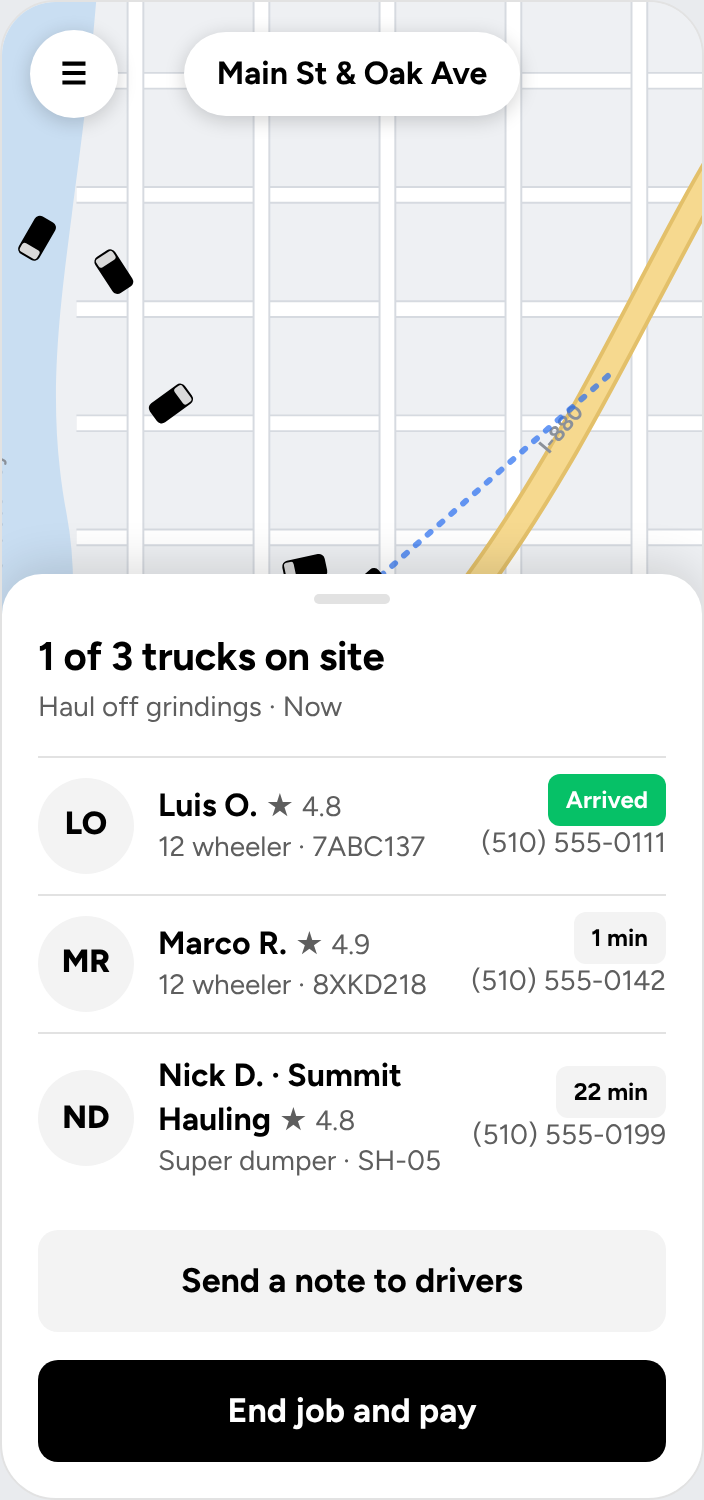 ☰
Main St & Oak Ave
I-880
1 of 3 trucks on site
Haul off grindings · Now
LO
Luis O. ★ 4.8
12 wheeler · 7ABC137
Arrived
(510) 555-0111
MR
Marco R. ★ 4.9
12 wheeler · 8XKD218
1 min
(510) 555-0142
ND
Nick D. · Summit
Hauling ★ 4.8
Super dumper · SH-05
22 min
(510) 555-0199
Send a note to drivers
End job and pay